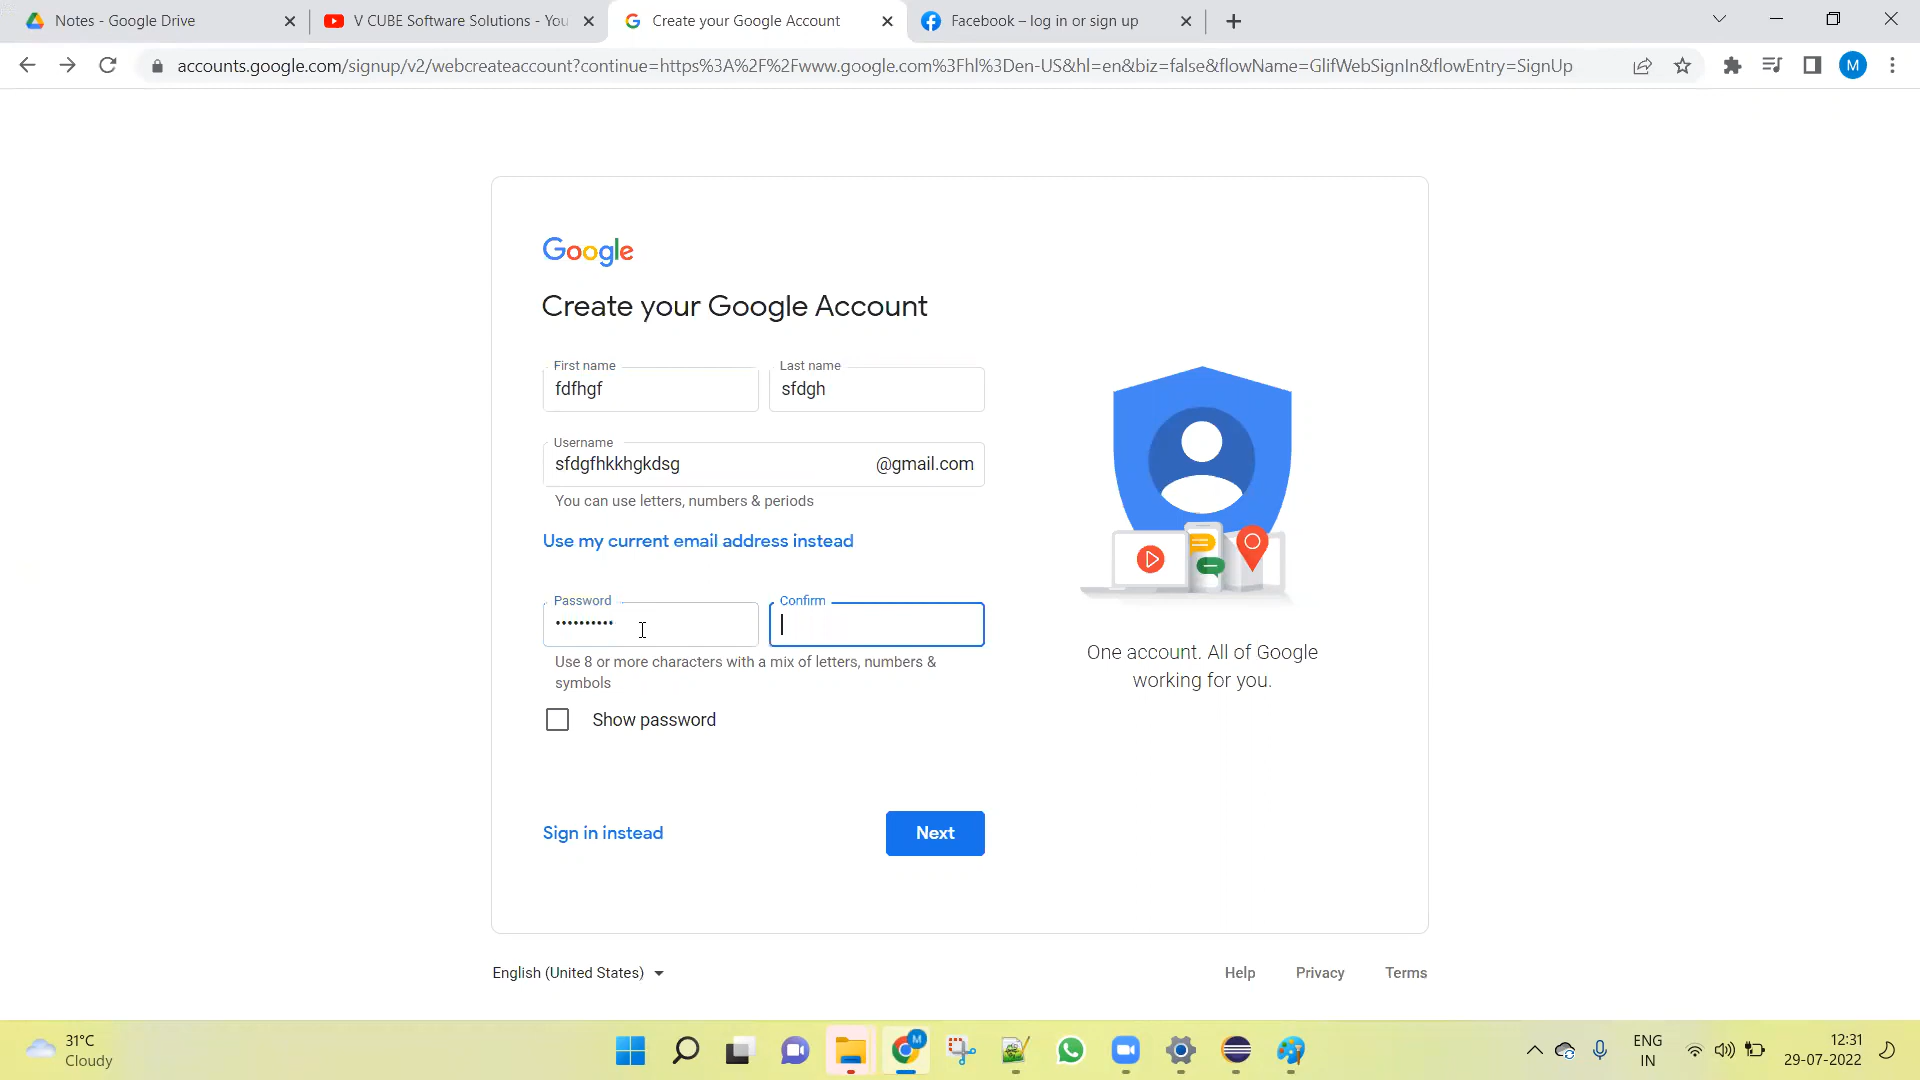 Notes - Google Drive
V CUBE Software Solutions - You
Create your Google Account
Facebook – log in or sign up
accounts.google.com/signup/v2/webcreateaccount?continue=https%3A%2F%2Fwww.google.com%3Fhl%3Den-US&hl=en&biz=false&flowName=GlifWebSignIn&flowEntry=SignUp
M
Google
Create your Google Account
First name
Last name
fdfhgf
sfdgh
Username
sfdgfhkkhgkdsg
@gmail.com
You can use letters, numbers & periods
Use my current email address instead
Password
Confirm
••••••••••
Use 8 or more characters with a mix of letters, numbers &
symbols
Show password
Sign in instead
Next
One account. All of Google
working for you.
English (United States)
Help
Privacy
Terms
31°C
Cloudy
M
ENG
IN
12:31
29-07-2022